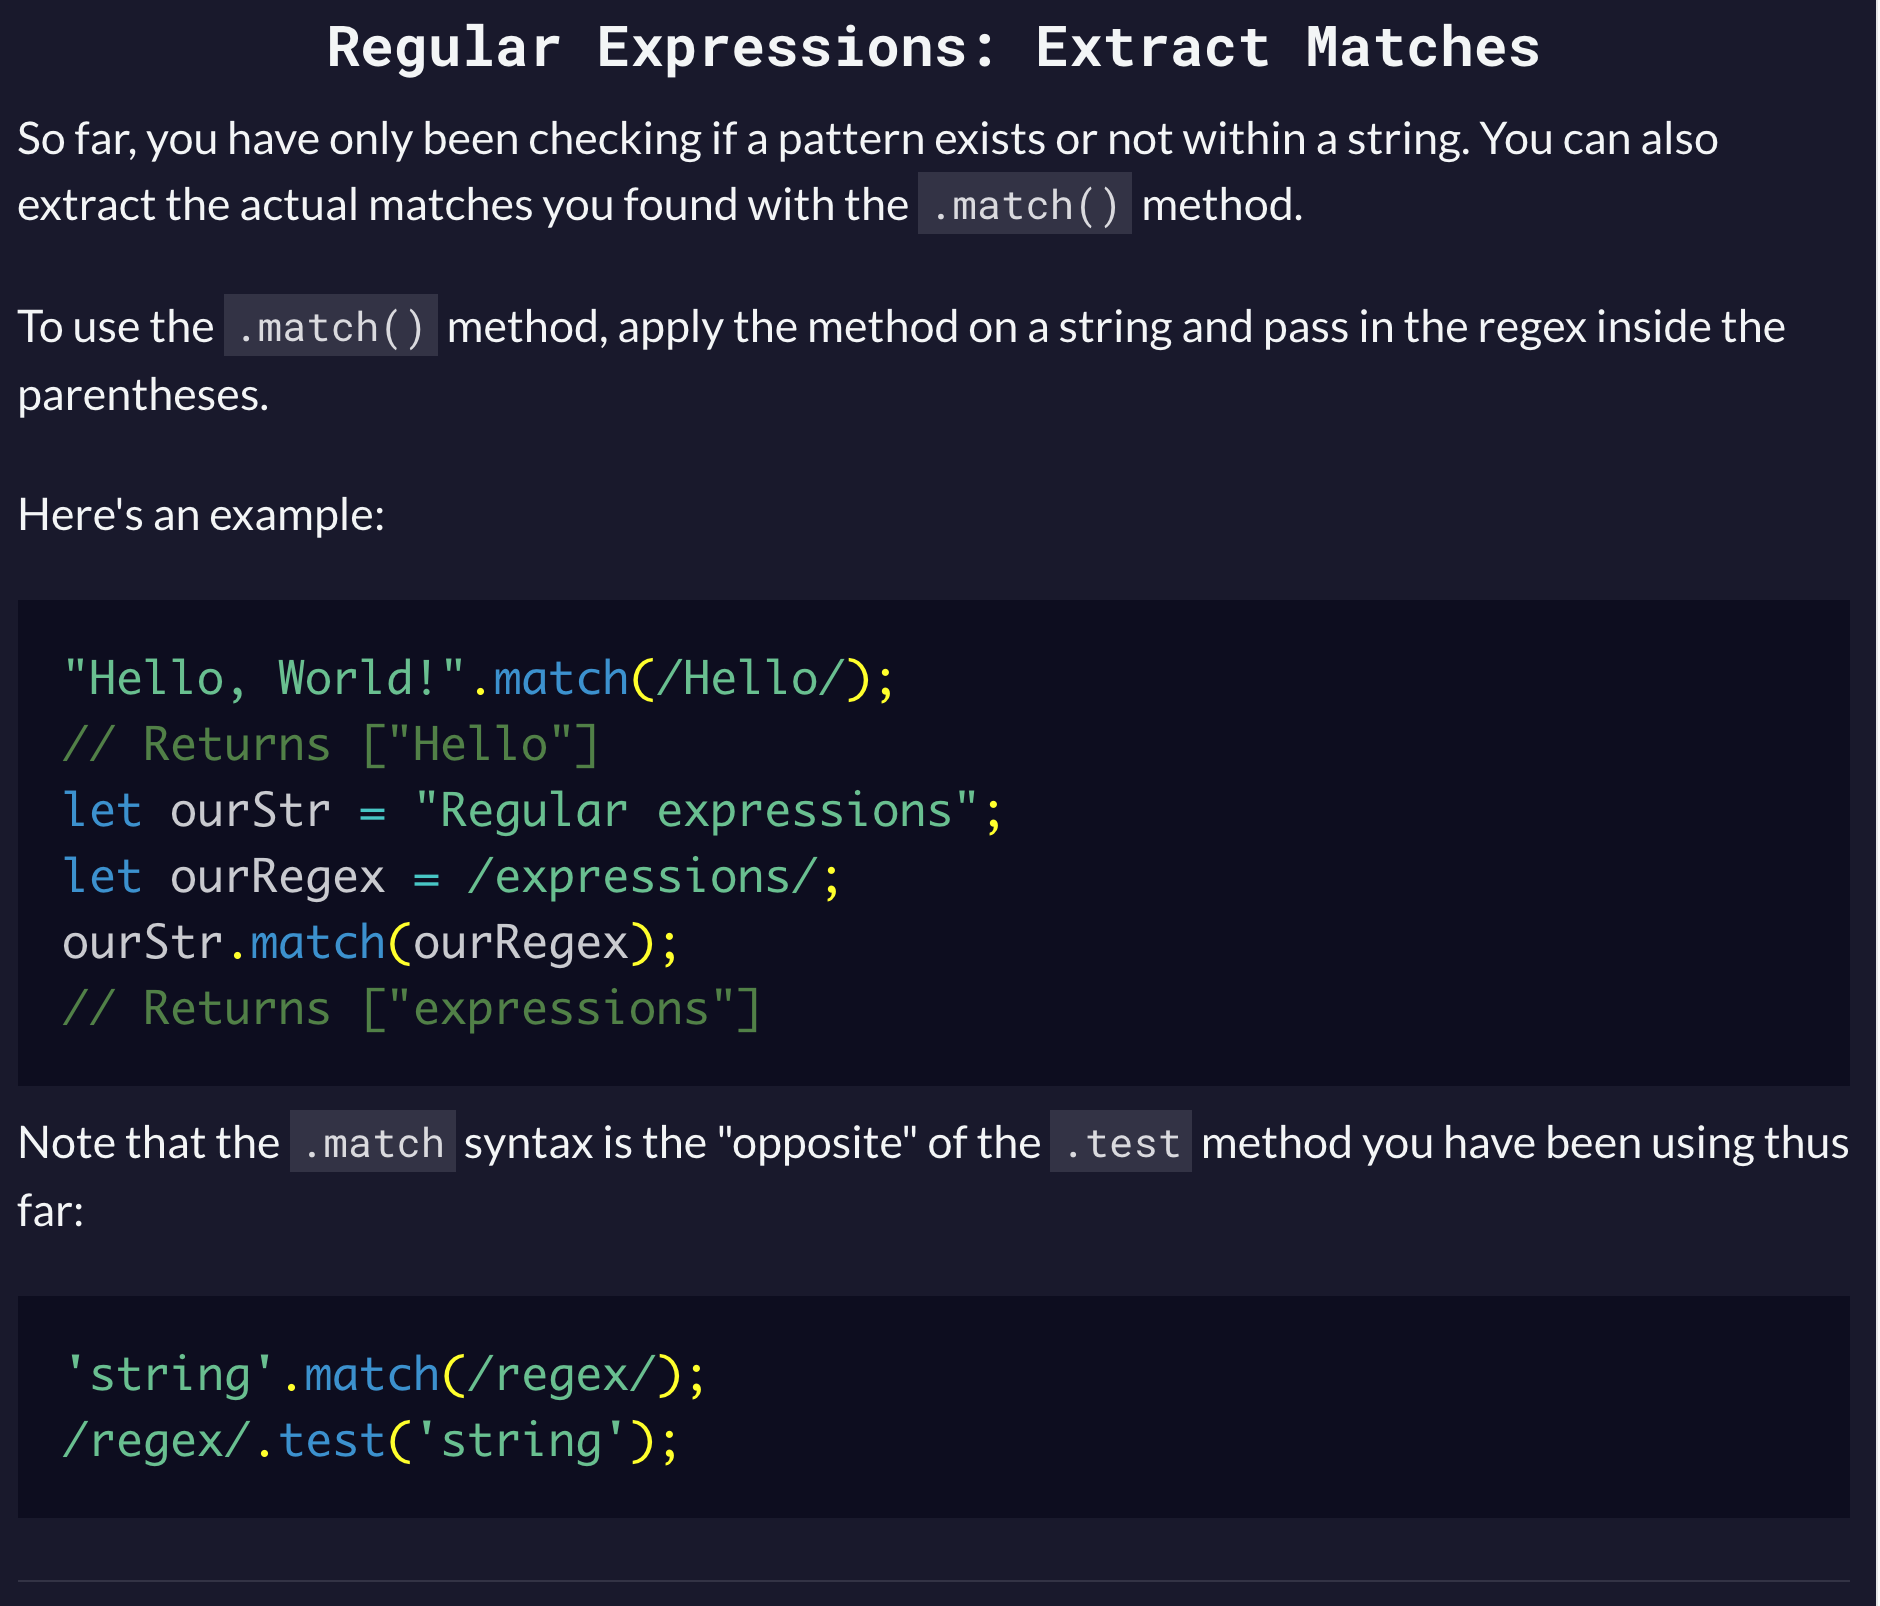 Regular Expressions: Extract Matches
So far, you have only been checking if a pattern exists or not within a string. You can also
extract the actual matches you found with the .match() method.
To use the .match() method, apply the method on a string and pass in the regex inside the
parentheses.
Here's an example:
"Hello, World!".match(/Hello/);
// Returns ["Hello"]
let ourStr = "Regular expressions";
let ourRegex = /expressions/;
ourStr.match(ourRegex);
// Returns ["expressions"]
Note that the .match syntax is the "opposite" of the .test method you have been using thus
far:
'string'.match(/regex/);
/regex/.test('string');